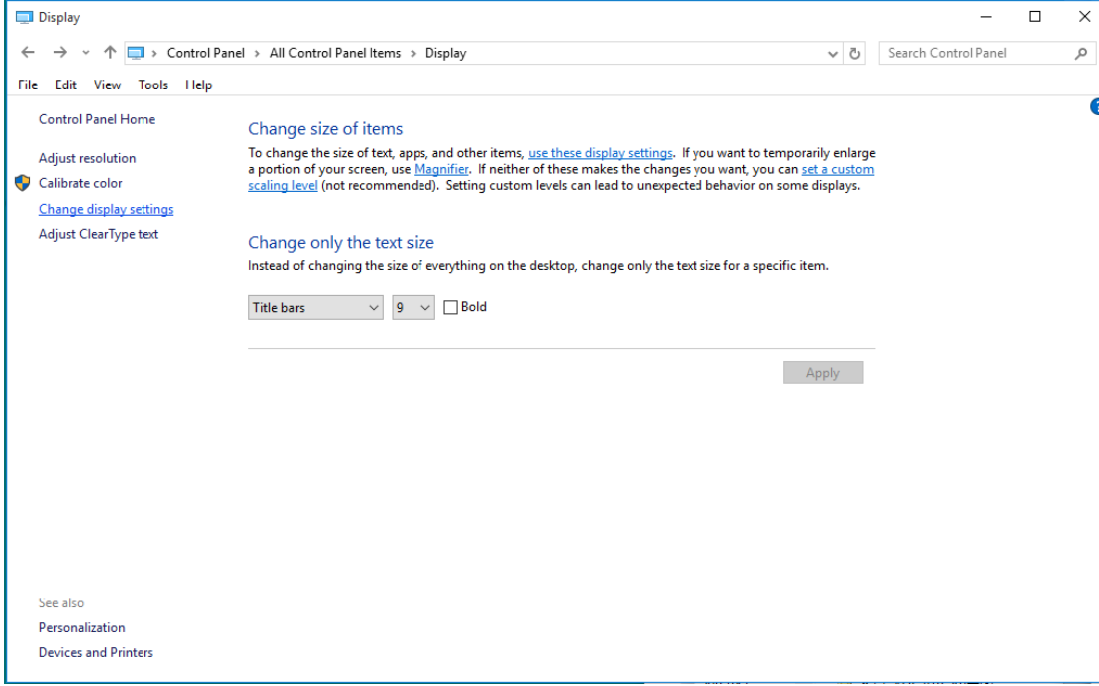 Display
Control Panel > All Control Panel Items > Display
Search Control Panel
File Edit View Tools Help
Control Panel Home
Adjust resolution
Calibrate color
Change display settings
Adjust ClearType text
Change size of items
To change the size of text, apps, and other items, use these display settings. If you want to temporarily enlarge
a portion of your screen, use Magnifier. If neither of these makes the changes you want, you can set a custom
scaling level (not recommended). Setting custom levels can lead to unexpected behavior on some displays.
Change only the text size
Instead of changing the size of everything on the desktop, change only the text size for a specific item.
Title bars 9 Bold
Apply
See also
Personalization
Devices and Printers